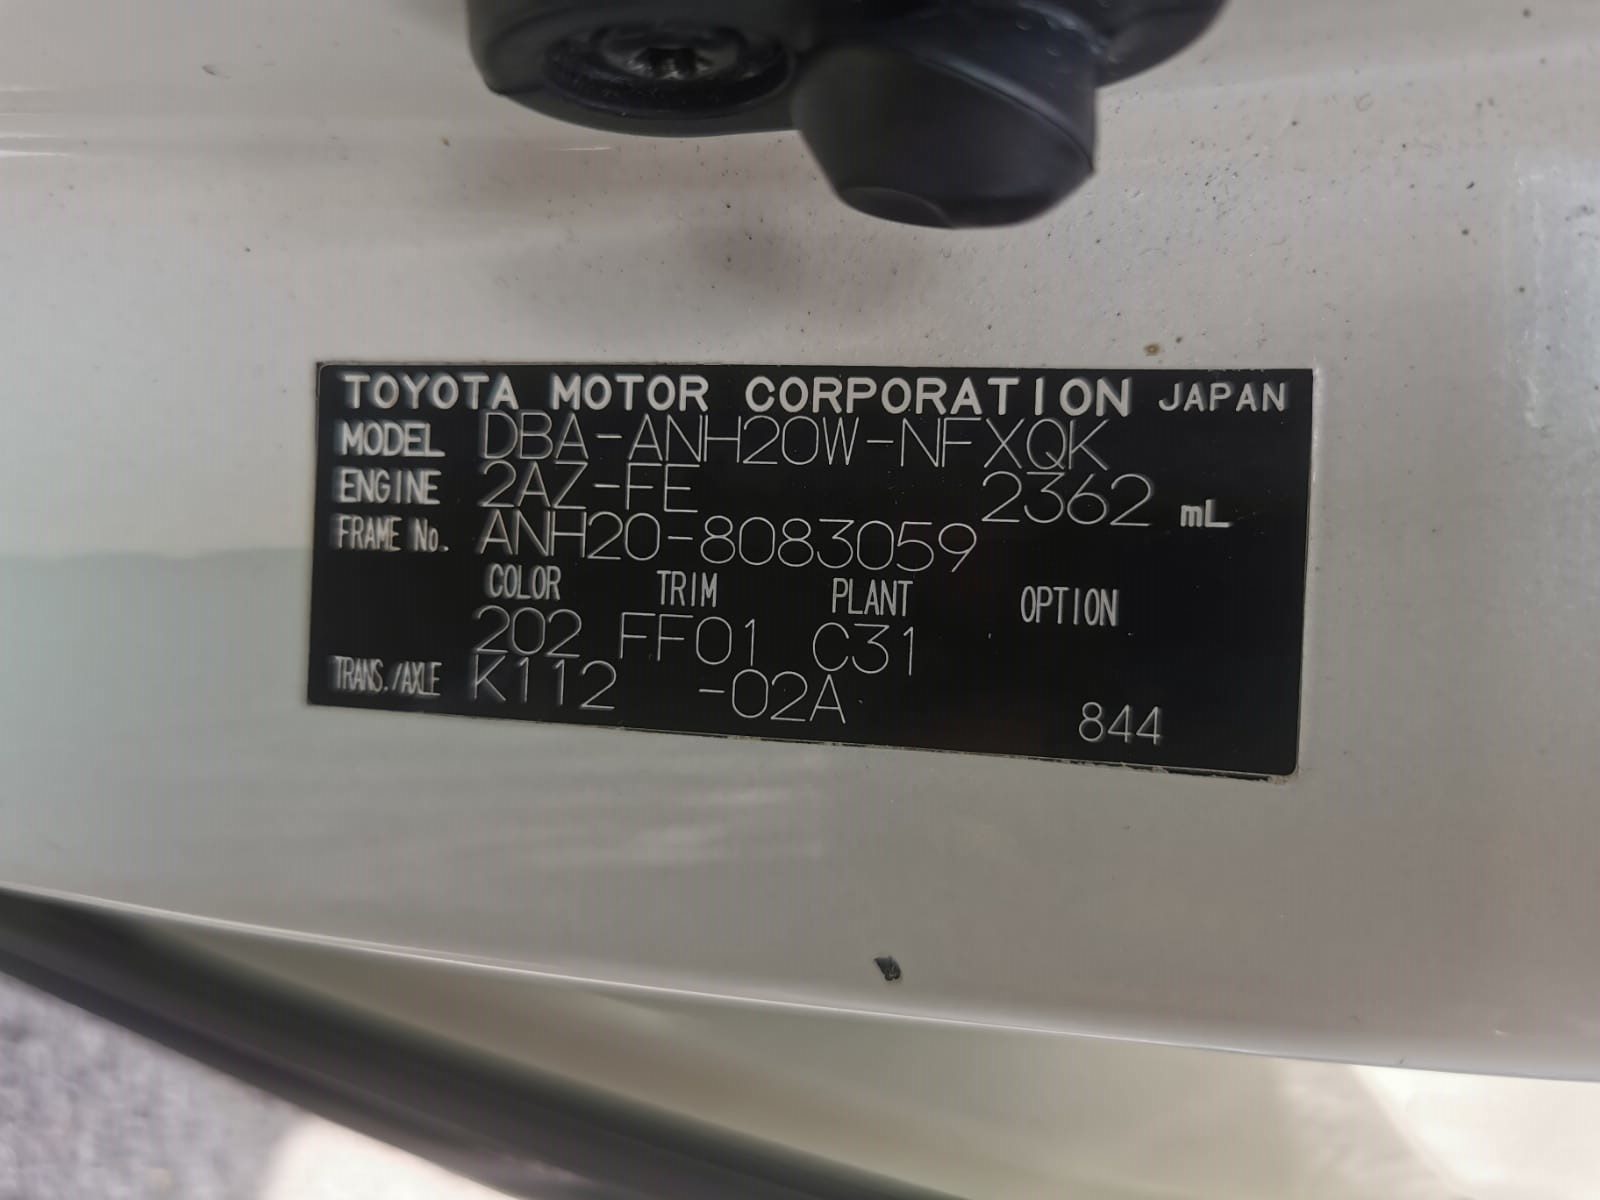 TOYOTA MOTOR CORPORATION JAPAN
MODEL DBA-ANH20W-NFXQK
ENGINE 2AZ-FE 2362 mL
FRAME No. ANH20-8083059
COLOR TRIM PLANT OPTION
202 FF01 C31
TRANS./AXLE K112 -02A
844